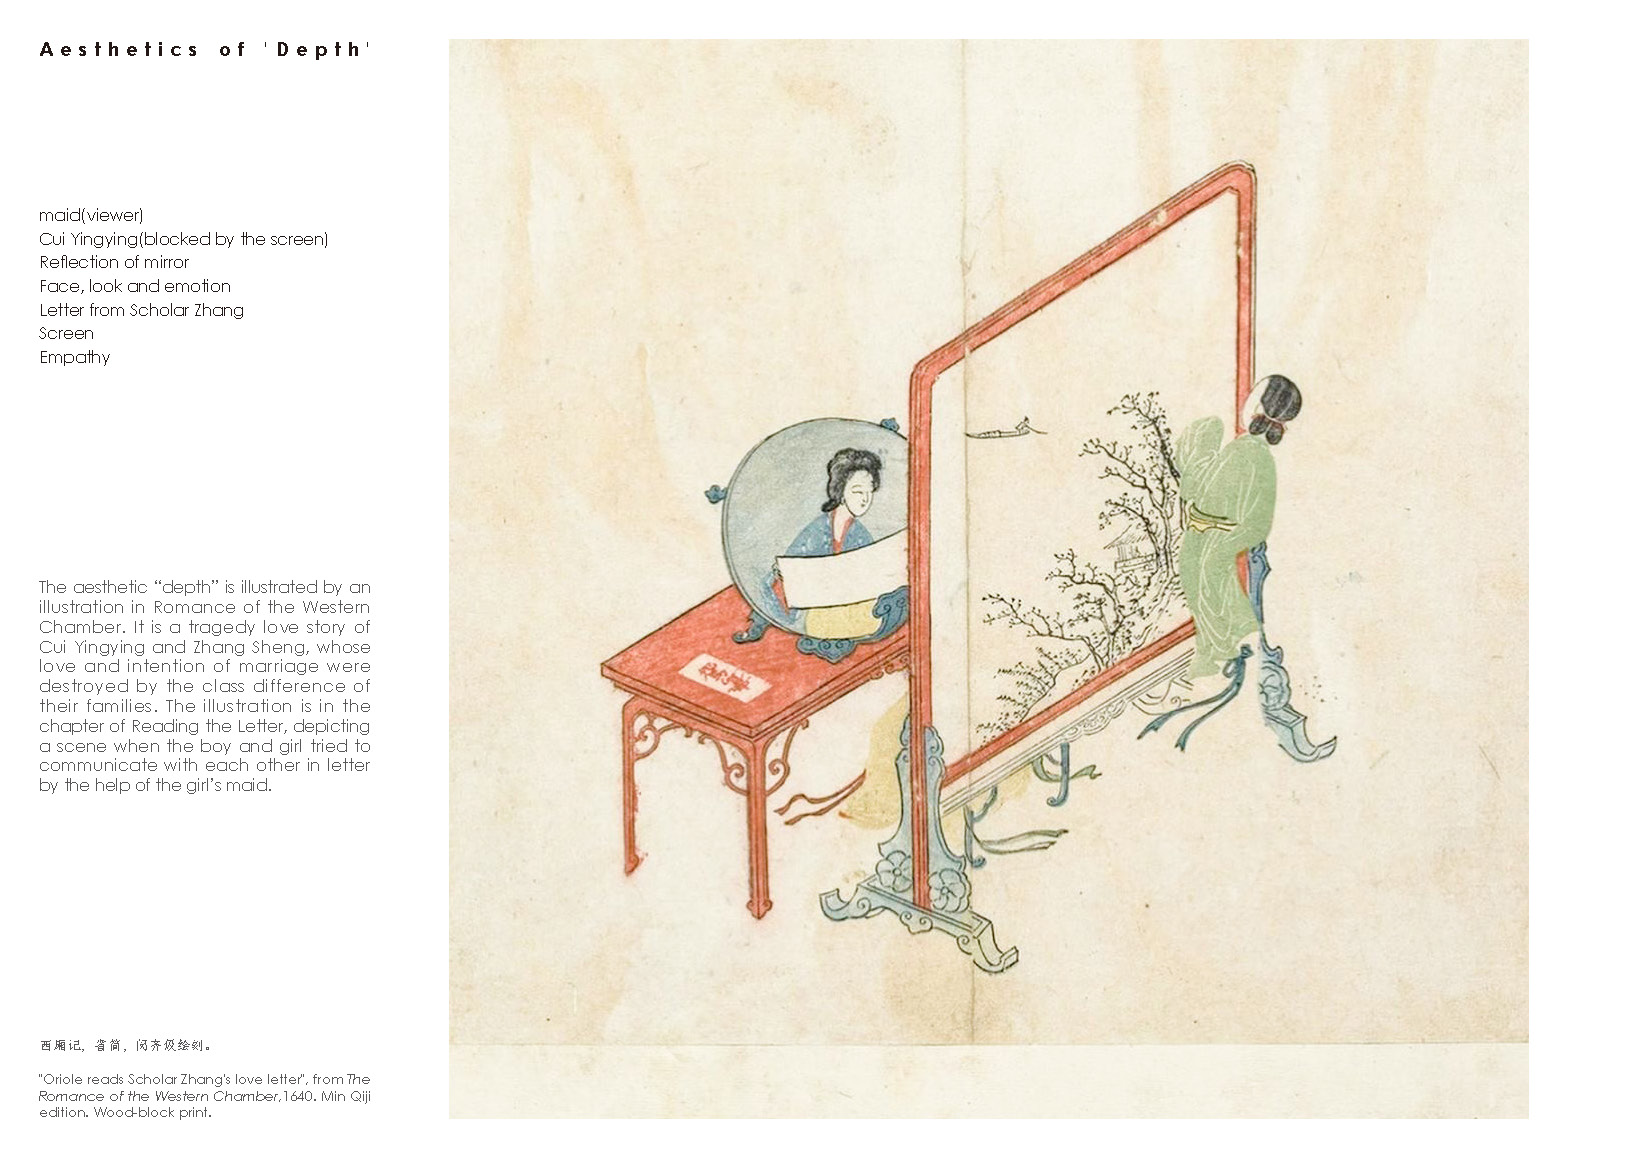 Aesthetics of 'Depth'
maid(viewer)
Cui Yingying(blocked by the screen)
Reflection of mirror
Face, look and emotion
Letter from Scholar Zhang
Screen
Empathy
The aesthetic “depth” is illustrated by an
illustration in Romance of the Western
Chamber. It is a tragedy love story of
Cui Yingying and Zhang Sheng, whose
love and intention of marriage were
destroyed by the class difference of
their families. The illustration is in the
chapter of Reading the Letter, depicting
a scene when the boy and girl tried to
communicate with each other in letter
by the help of the girl’s maid.
西厢记，省简，闵齐伋绘刻。
"Oriole reads Scholar Zhang's love letter", from The
Romance of the Western Chamber,1640. Min Qiji
edition. Wood-block print.